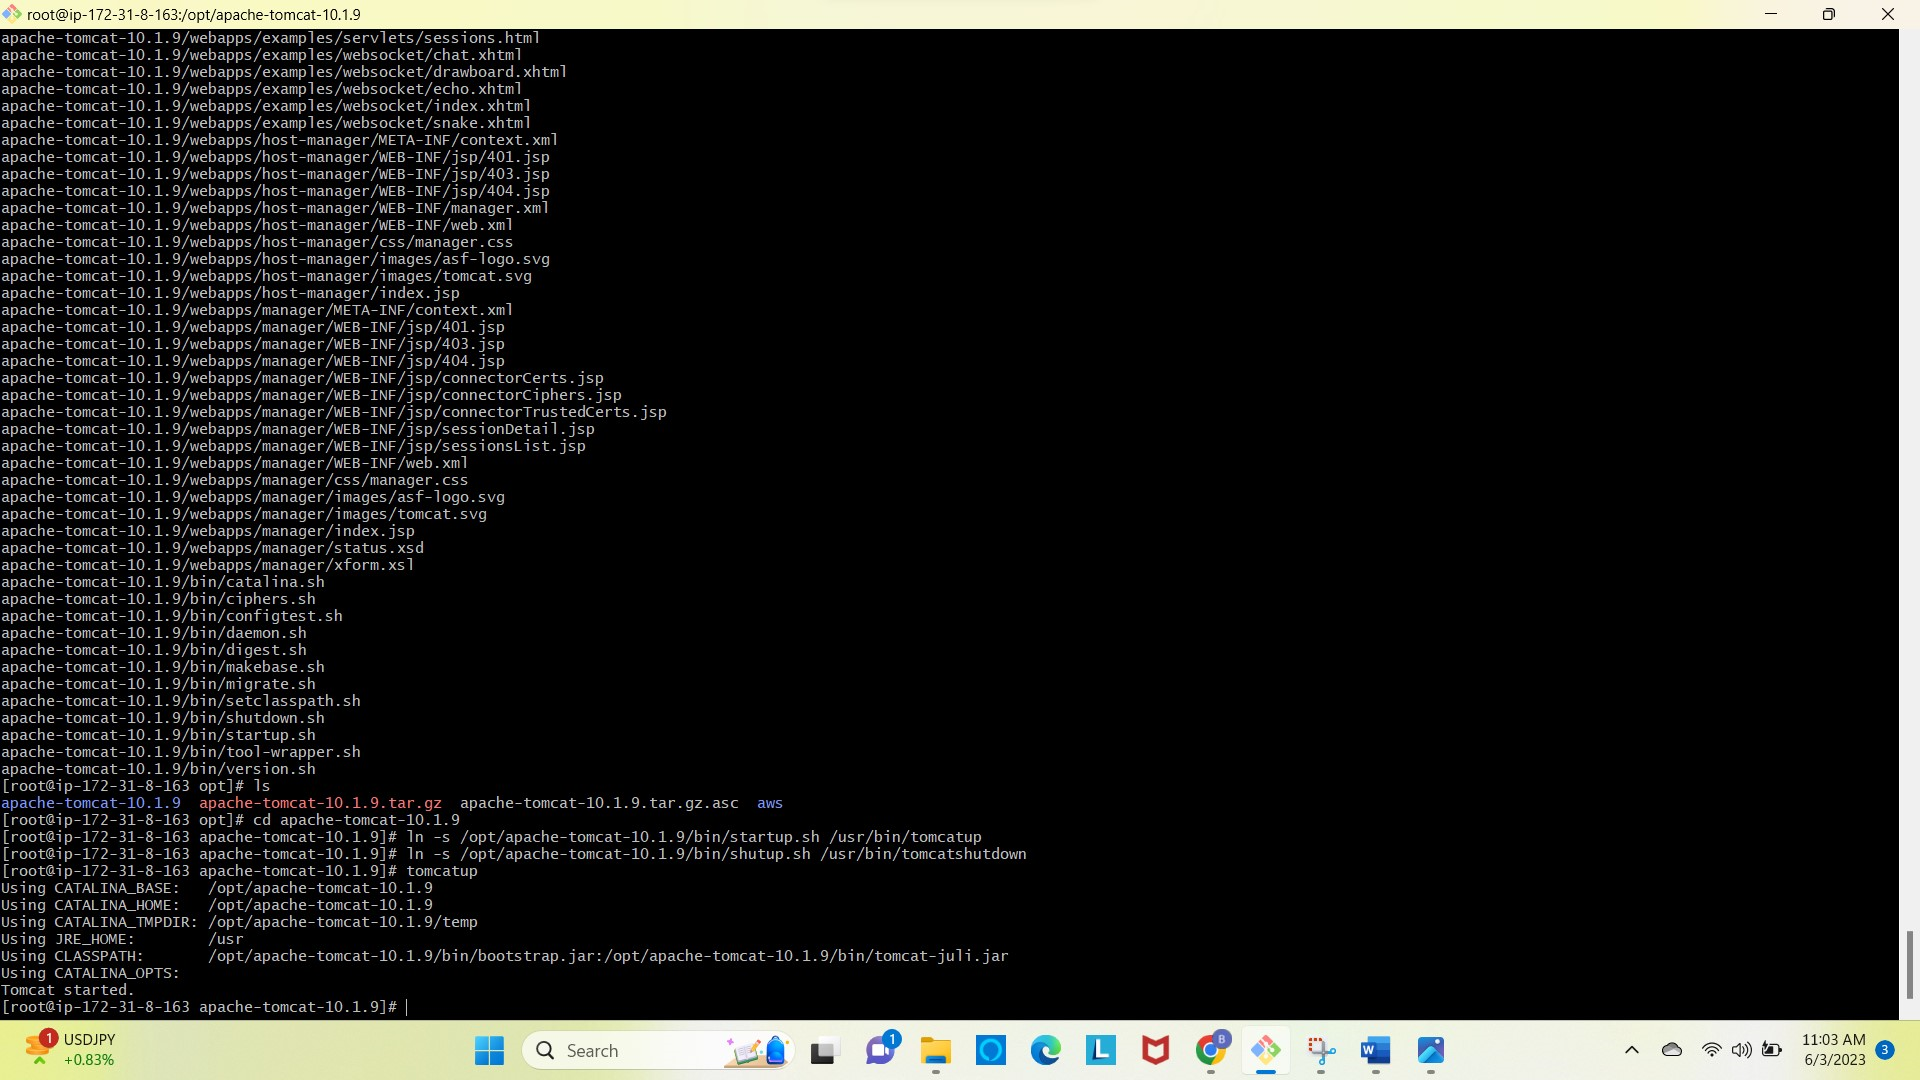 root@ip-172-31-8-163:/opt/apache-tomcat-10.1.9
apache-tomcat-10.1.9/webapps/examples/servlets/sessions.html
apache-tomcat-10.1.9/webapps/examples/websocket/chat.xhtml
apache-tomcat-10.1.9/webapps/examples/websocket/drawboard.xhtml
apache-tomcat-10.1.9/webapps/examples/websocket/echo.xhtml
apache-tomcat-10.1.9/webapps/examples/websocket/index.xhtml
apache-tomcat-10.1.9/webapps/examples/websocket/snake.xhtml
apache-tomcat-10.1.9/webapps/host-manager/META-INF/context.xml
apache-tomcat-10.1.9/webapps/host-manager/WEB-INF/jsp/401.jsp
apache-tomcat-10.1.9/webapps/host-manager/WEB-INF/jsp/403.jsp
apache-tomcat-10.1.9/webapps/host-manager/WEB-INF/jsp/404.jsp
apache-tomcat-10.1.9/webapps/host-manager/WEB-INF/manager.xml
apache-tomcat-10.1.9/webapps/host-manager/WEB-INF/web.xml
apache-tomcat-10.1.9/webapps/host-manager/css/manager.css
apache-tomcat-10.1.9/webapps/host-manager/images/asf-logo.svg
apache-tomcat-10.1.9/webapps/host-manager/images/tomcat.svg
apache-tomcat-10.1.9/webapps/host-manager/index.jsp
apache-tomcat-10.1.9/webapps/manager/META-INF/context.xml
apache-tomcat-10.1.9/webapps/manager/WEB-INF/jsp/401.jsp
apache-tomcat-10.1.9/webapps/manager/WEB-INF/jsp/403.jsp
apache-tomcat-10.1.9/webapps/manager/WEB-INF/jsp/404.jsp
apache-tomcat-10.1.9/webapps/manager/WEB-INF/jsp/connectorCerts.jsp
apache-tomcat-10.1.9/webapps/manager/WEB-INF/jsp/connectorCiphers.jsp
apache-tomcat-10.1.9/webapps/manager/WEB-INF/jsp/connectorTrustedCerts.jsp
apache-tomcat-10.1.9/webapps/manager/WEB-INF/jsp/sessionDetail.jsp
apache-tomcat-10.1.9/webapps/manager/WEB-INF/jsp/sessionsList.jsp
apache-tomcat-10.1.9/webapps/manager/WEB-INF/web.xml
apache-tomcat-10.1.9/webapps/manager/css/manager.css
apache-tomcat-10.1.9/webapps/manager/images/asf-logo.svg
apache-tomcat-10.1.9/webapps/manager/images/tomcat.svg
apache-tomcat-10.1.9/webapps/manager/index.jsp
apache-tomcat-10.1.9/webapps/manager/status.xsd
apache-tomcat-10.1.9/webapps/manager/xform.xsl
apache-tomcat-10.1.9/bin/catalina.sh
apache-tomcat-10.1.9/bin/ciphers.sh
apache-tomcat-10.1.9/bin/configtest.sh
apache-tomcat-10.1.9/bin/daemon.sh
apache-tomcat-10.1.9/bin/digest.sh
apache-tomcat-10.1.9/bin/makebase.sh
apache-tomcat-10.1.9/bin/migrate.sh
apache-tomcat-10.1.9/bin/setclasspath.sh
apache-tomcat-10.1.9/bin/shutdown.sh
apache-tomcat-10.1.9/bin/startup.sh
apache-tomcat-10.1.9/bin/tool-wrapper.sh
apache-tomcat-10.1.9/bin/version.sh
[root@ip-172-31-8-163 opt]# ls
apache-tomcat-10.1.9  apache-tomcat-10.1.9.tar.gz  apache-tomcat-10.1.9.tar.gz.asc  aws
[root@ip-172-31-8-163 opt]# cd apache-tomcat-10.1.9
[root@ip-172-31-8-163 apache-tomcat-10.1.9]# ln -s /opt/apache-tomcat-10.1.9/bin/startup.sh /usr/bin/tomcatup
[root@ip-172-31-8-163 apache-tomcat-10.1.9]# ln -s /opt/apache-tomcat-10.1.9/bin/shutup.sh /usr/bin/tomcatshutdown
[root@ip-172-31-8-163 apache-tomcat-10.1.9]# tomcatup
Using CATALINA_BASE:   /opt/apache-tomcat-10.1.9
Using CATALINA_HOME:   /opt/apache-tomcat-10.1.9
Using CATALINA_TMPDIR: /opt/apache-tomcat-10.1.9/temp
Using JRE_HOME:        /usr
Using CLASSPATH:       /opt/apache-tomcat-10.1.9/bin/bootstrap.jar:/opt/apache-tomcat-10.1.9/bin/tomcat-juli.jar
Using CATALINA_OPTS:
Tomcat started.
[root@ip-172-31-8-163 apache-tomcat-10.1.9]#
1 USDJPY
+0.83%
Search
1
L
B
W
11:03 AM
6/3/2023
3